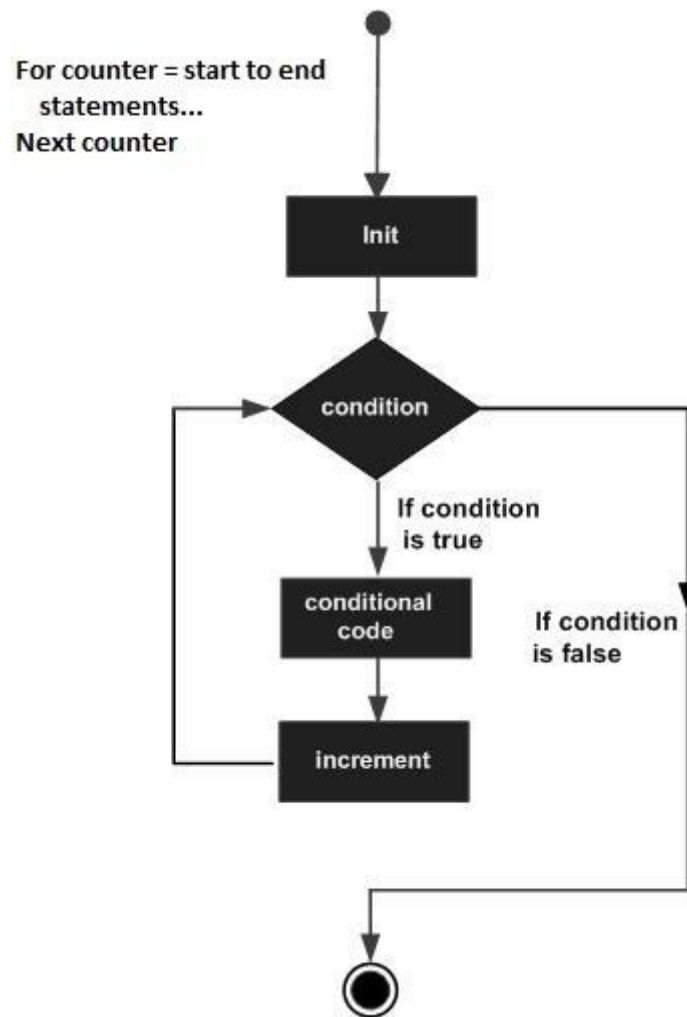 For counter = start to end
statements...
Next counter
Init
condition
If condition
is true
conditional
code
If condition
is false
increment